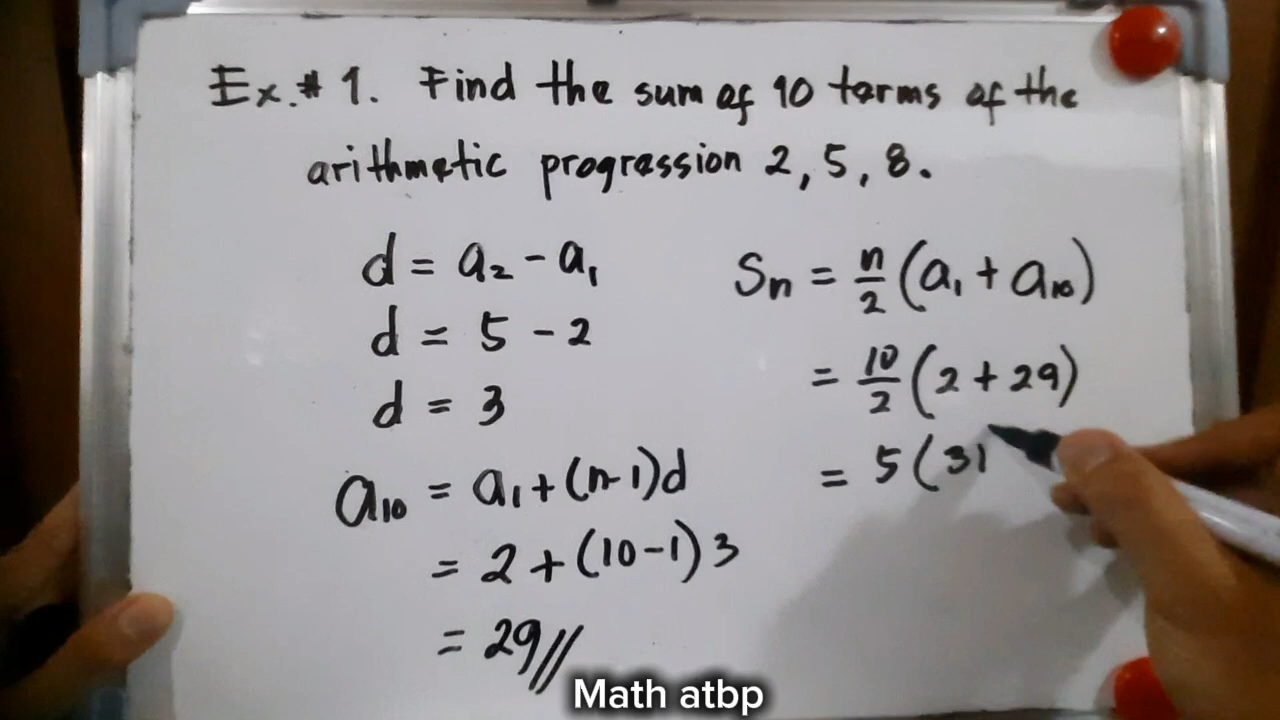 Ex. # 1. Find the sum of 10 terms of the
arithmetic progression 2, 5, 8.
d = a₂ - a₁
d = 5 - 2
d = 3
a₁₀ = a₁ + (n-1)d
= 2 + (10-1) 3
= 29//
Sn = n/2 (a₁ + a₁₀)
= 10/2 (2 + 29)
= 5 (31
Math atbp